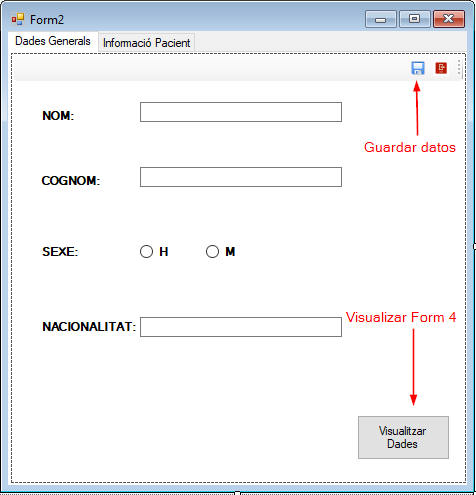 Form2
Dades Generals
Informació Pacient
Guardar datos
NOM:
COGNOM:
SEXE:
H
M
NACIONALITAT:
Visualizar Form 4
Visualitzar
Dades